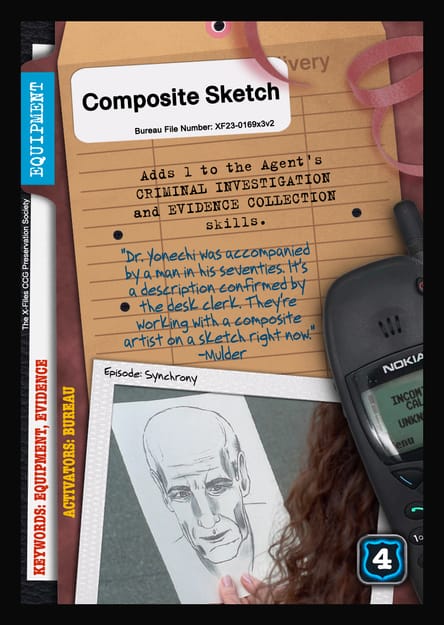 ivery
Composite Sketch
Bureau File Number: XF23-0169x3v2
EQUIPMENT
Adds 1 to the Agent's
CRIMINAL INVESTIGATION
and EVIDENCE COLLECTION
skills.
"Dr. Yonechi was accompanied
by a man in his seventies. It's
a description confirmed by
the desk clerk. They're
working with a composite
artist on a sketch right now."
–Mulder
The X-Files CCG Preservation Society
KEYWORDS: EQUIPMENT, EVIDENCE
ACTIVATORS: BUREAU
Episode: Synchrony
NOKIA
INCOMI
CAL
UNKN
enu
4